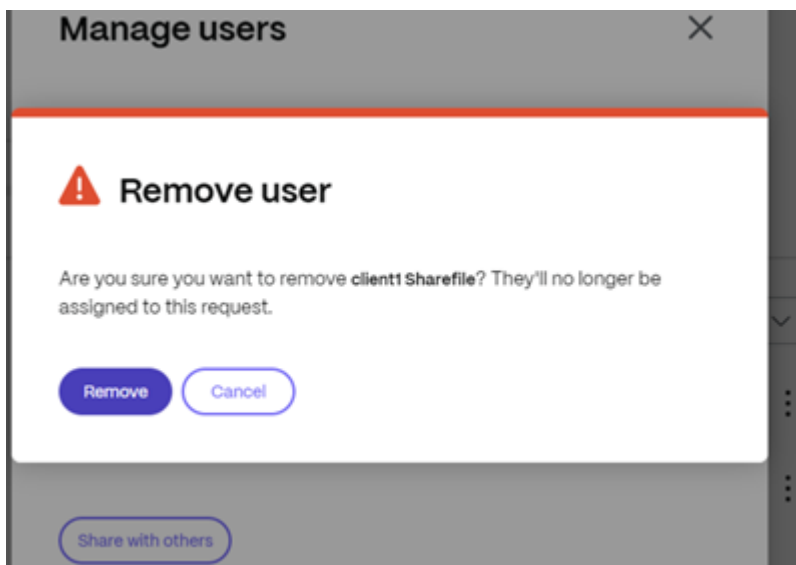 Manage users
Remove user
Are you sure you want to remove client1 Sharefile? They'll no longer be
assigned to this request.
Remove
Cancel
Share with others